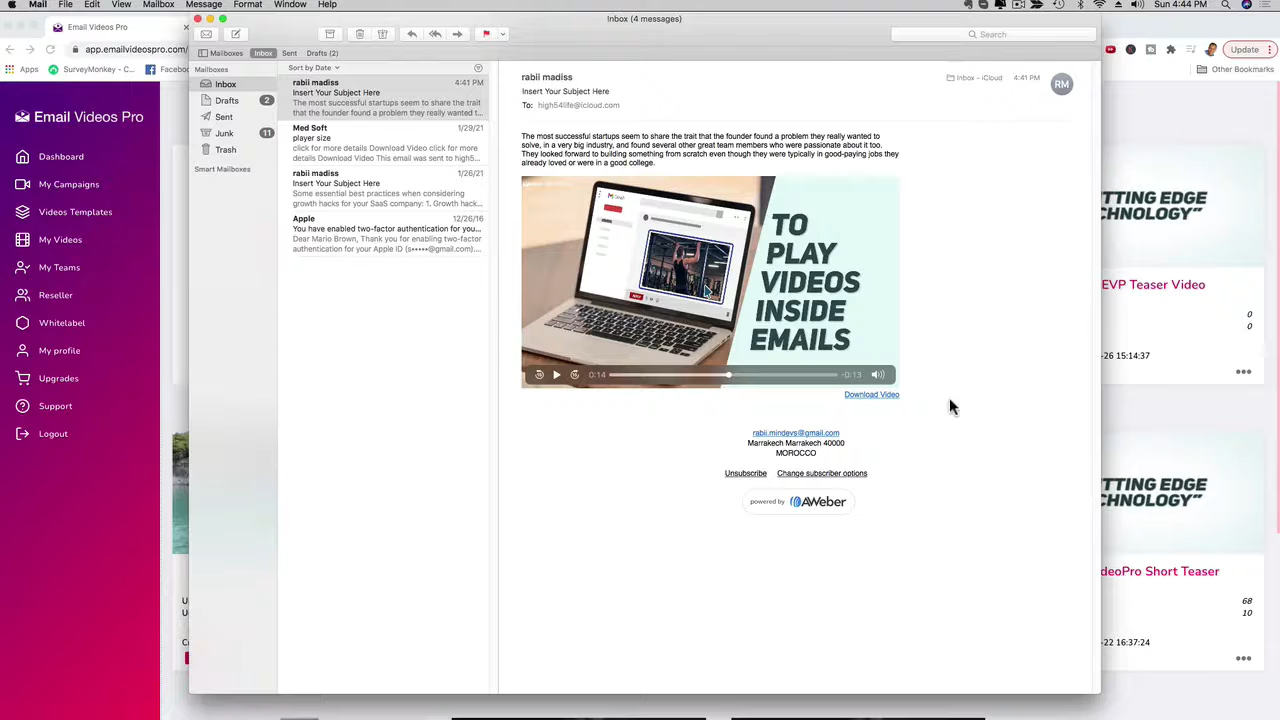 Mail File Edit View Mailbox Message Format Window Help
Sun 4:44 PM
Inbox (4 messages)
Email Videos Pro
app.emailvideospro.com/
Update
Apps SurveyMonkey - C... Facebo
Other Bookmarks
Search
Mailboxes Inbox Sent Drafts (2)
Mailboxes
Inbox
Drafts 2
Sent
Junk 11
Trash
Smart Mailboxes
Sort by Date
rabii madiss 4:41 PM
Insert Your Subject Here
The most successful startups seem to share the trait
that the founder found a problem they really wanted t...
Med Soft 1/29/21
player size
click for more details Download Video click for more
details Download Video This email was sent to high5...
rabii madiss 1/26/21
Insert Your Subject Here
Some essential best practices when considering
growth hacks for your SaaS company: 1. Growth hack...
Apple 12/26/16
You have enabled two-factor authentication for you...
Dear Mario Brown, Thank you for enabling two-factor
authentication for your Apple ID (s•••••@gmail.com)....
rabii madiss
Inbox - iCloud 4:41 PM
RM
Insert Your Subject Here
To: high54life@icloud.com
The most successful startups seem to share the trait that the founder found a problem they really wanted to
solve, in a very big industry, and found several other great team members who were passionate about it too.
They looked forward to building something from scratch even though they were typically in good-paying jobs they
already loved or were in a good college.
TO
PLAY
VIDEOS
INSIDE
EMAILS
0:14 -0:13
Download Video
rabii.mindevs@gmail.com
Marrakech Marrakech 40000
MOROCCO
Unsubscribe Change subscriber options
powered by AWeber
Email Videos Pro
Dashboard
My Campaigns
Videos Templates
My Videos
My Teams
Reseller
Whitelabel
My profile
Upgrades
Support
Logout
TTING EDGE
CHNOLOGY"
EVP Teaser Video
0
0
-26 15:14:37
TTING EDGE
CHNOLOGY"
deoPro Short Teaser
68
10
-22 16:37:24